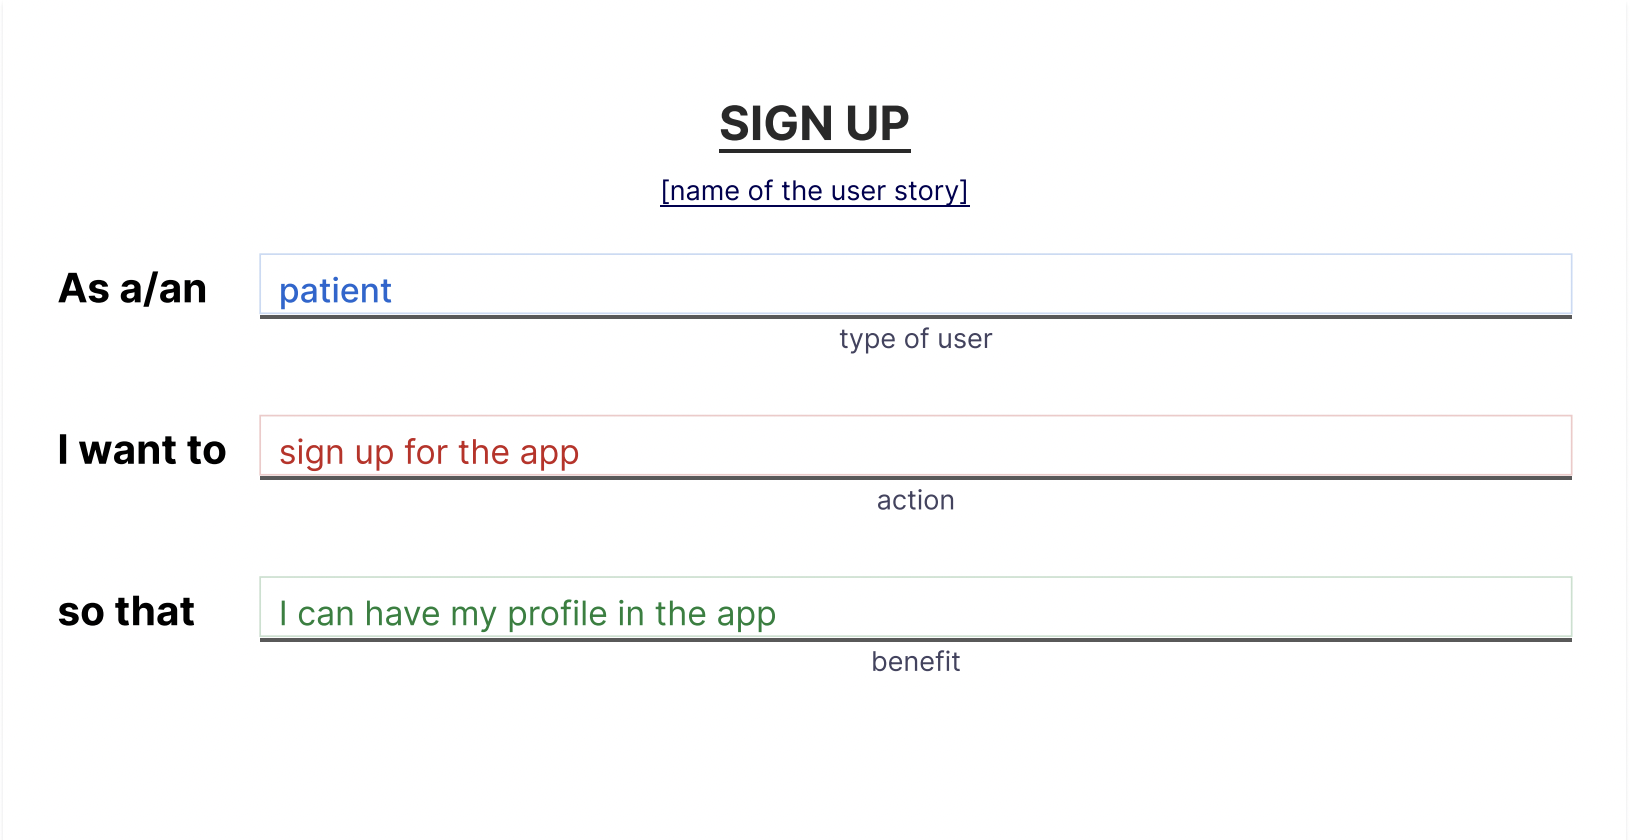 SIGN UP
[name of the user story]
As a/an patient
type of user
I want to sign up for the app
action
so that I can have my profile in the app
benefit